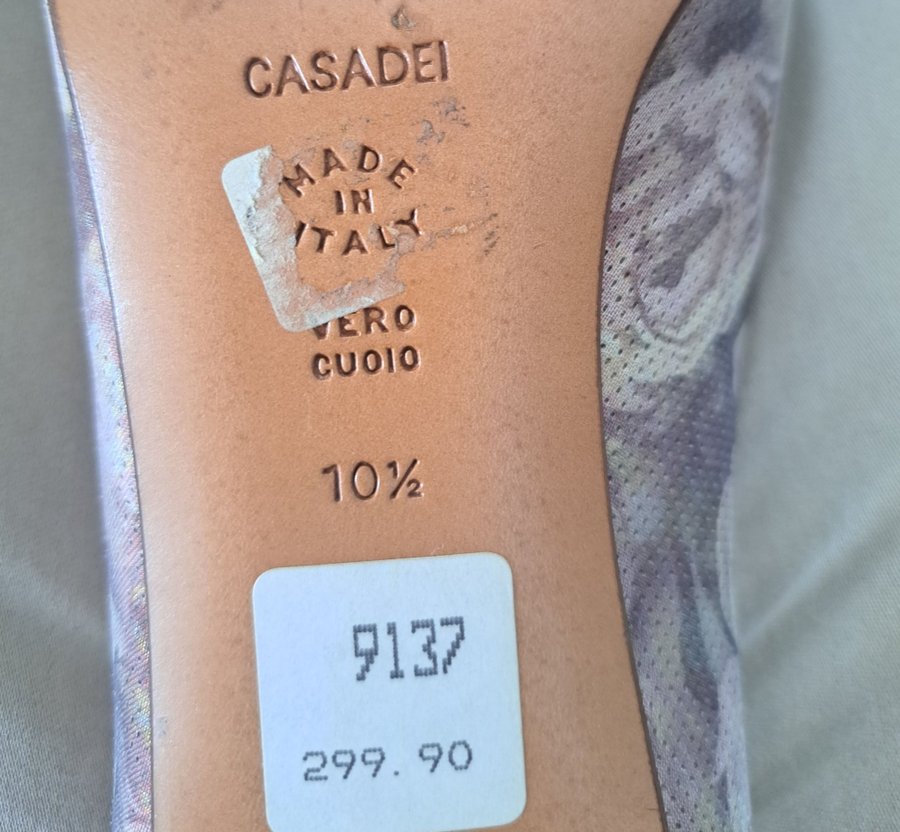 CASADEI
MADE
IN
ITALY
VERO
CUOIO
10½
9137
299.90